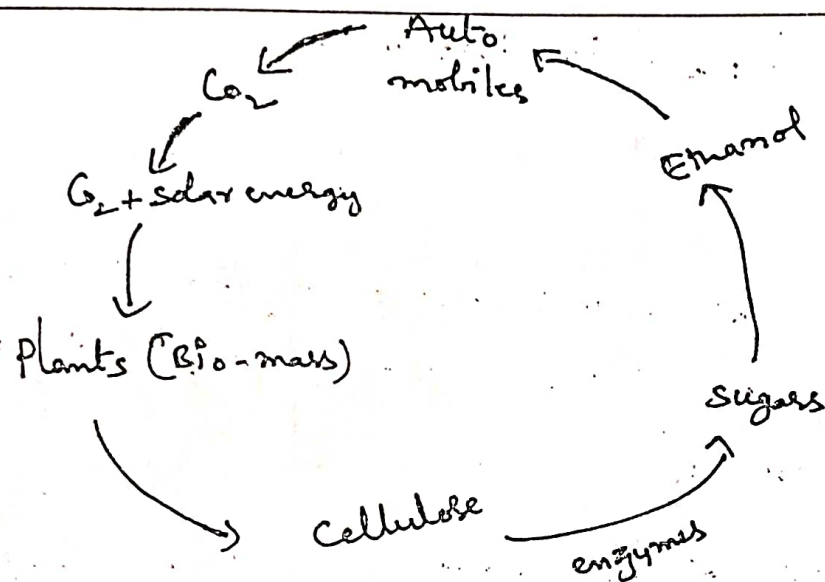 Auto
mobiles
Co2
G2 + Solar energy
Plants (Bio-mass)
Cellulose
enzymes
Sugars
Ethanol